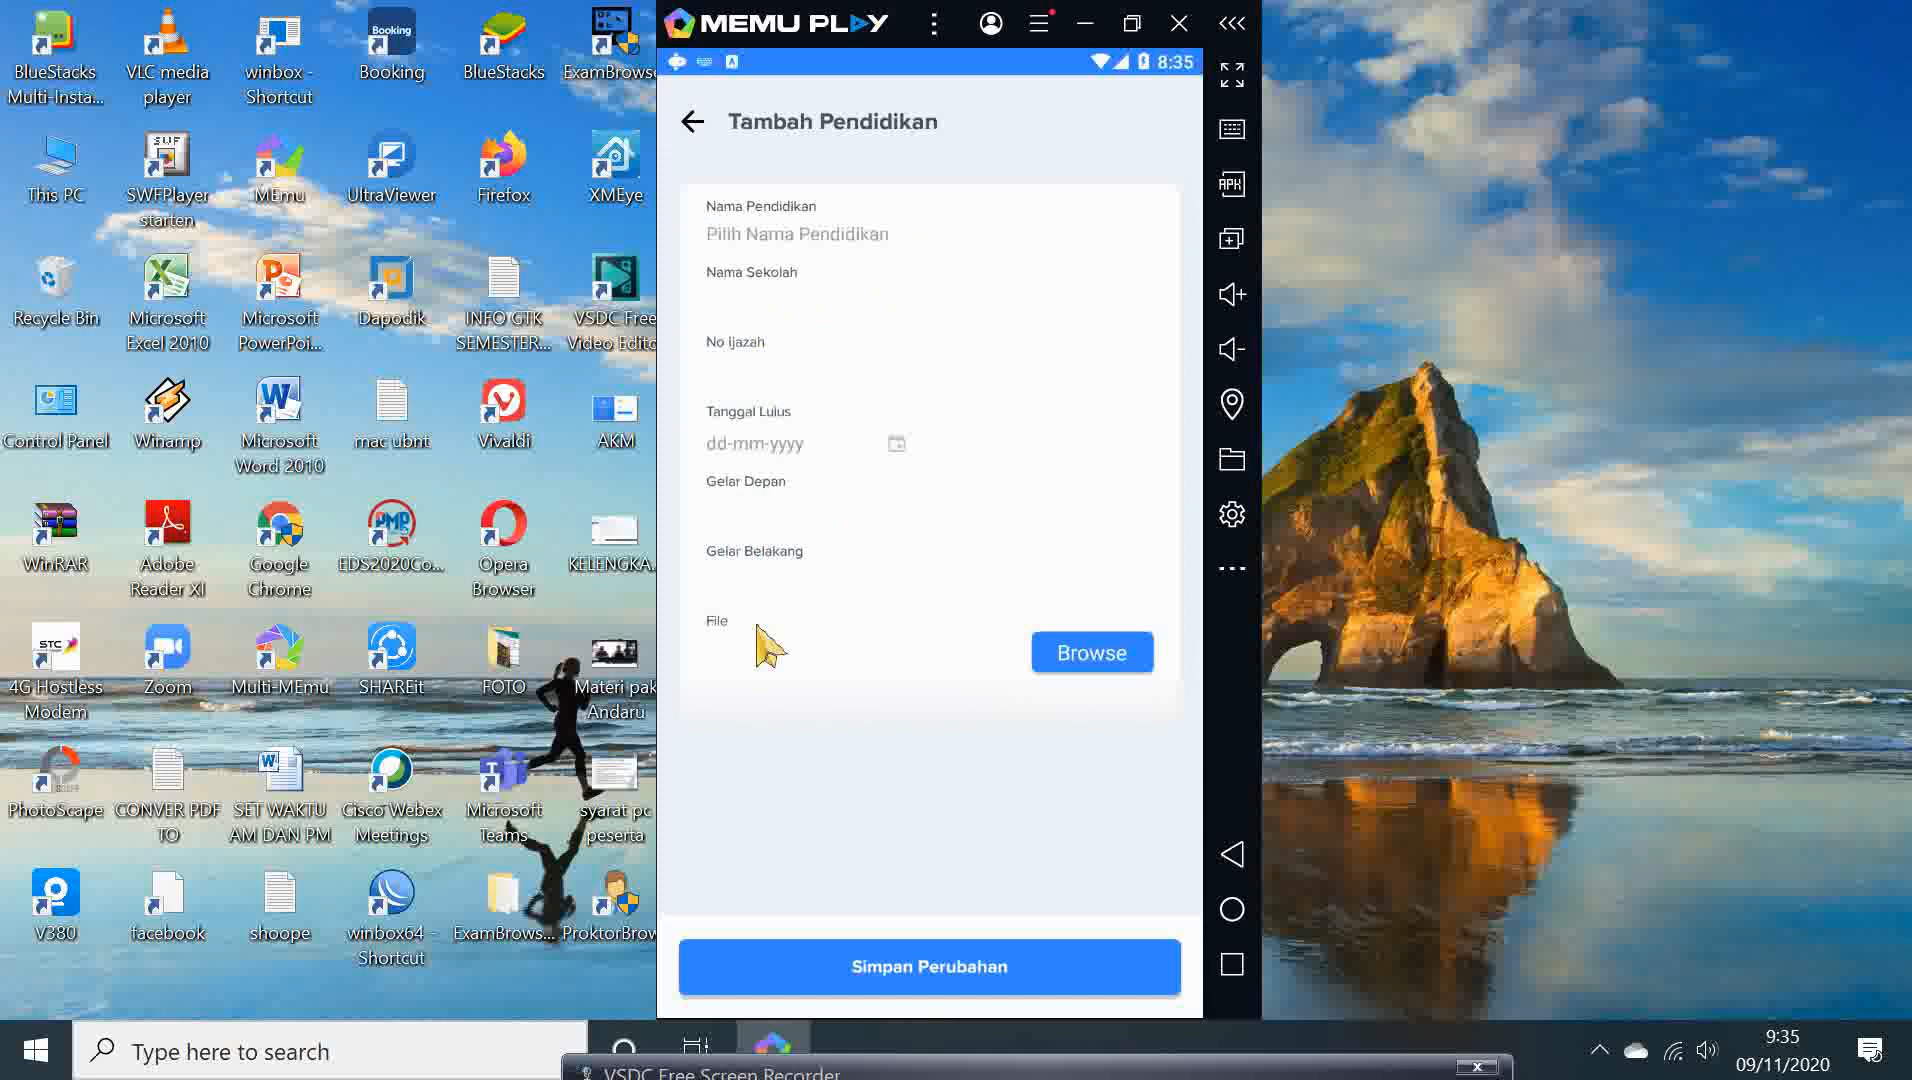 BlueStacks
Multi-Insta...
VLC media
player
winbox -
Shortcut
Booking
Booking
BlueStacks
ExamBrowse
This PC
SWFPlayer
starten
MEmu
UltraViewer
Firefox
XMEye
Recycle Bin
Microsoft
Excel 2010
Microsoft
PowerPoi...
Dapodik
INFO GTK
SEMESTER...
VSDC Free
Video Edito
Control Panel
Winamp
Microsoft
Word 2010
mac ubnt
Vivaldi
AKM
WinRAR
Adobe
Reader XI
Google
Chrome
EDS2020Co...
Opera
Browser
KELENGKA...
4G Hostless
Modem
Zoom
Multi-MEmu
SHAREit
FOTO
Materi pak
Andaru
PhotoScape
CONVER PDF
TO
SET WAKTU
AM DAN PM
Cisco Webex
Meetings
Microsoft
Teams
syarat pc
peserta
V380
facebook
shoope
winbox64 -
Shortcut
ExamBrows...
ProktorBrow
MEMU PLAY
8:35
Tambah Pendidikan
Nama Pendidikan
Pilih Nama Pendidikan
Nama Sekolah
No Ijazah
Tanggal Lulus
dd-mm-yyyy
Gelar Depan
Gelar Belakang
File
Browse
Simpan Perubahan
APK
Type here to search
VSDC Free Screen Recorder
9:35
09/11/2020